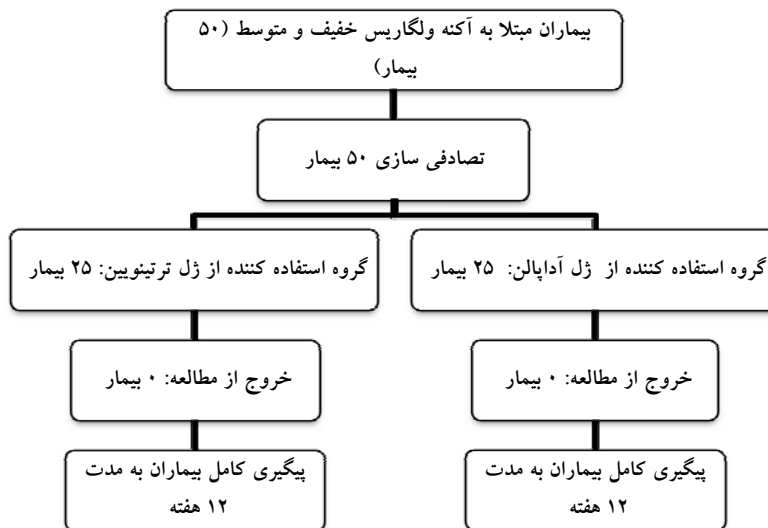 بیماران مبتلا به آکنه ولگاریس خفیف و متوسط (۵۰
بیمار)
تصادفی سازی ۵۰ بیمار
گروه استفاده کننده از  ژل آداپالن:  ۲۵ بیمار
گروه استفاده کننده از ژل ترتینویین: ۲۵ بیمار
خروج از مطالعه: ۰ بیمار
خروج از مطالعه: ۰ بیمار
پیگیری کامل بیماران به مدت
۱۲ هفته
پیگیری کامل بیماران به مدت
۱۲ هفته